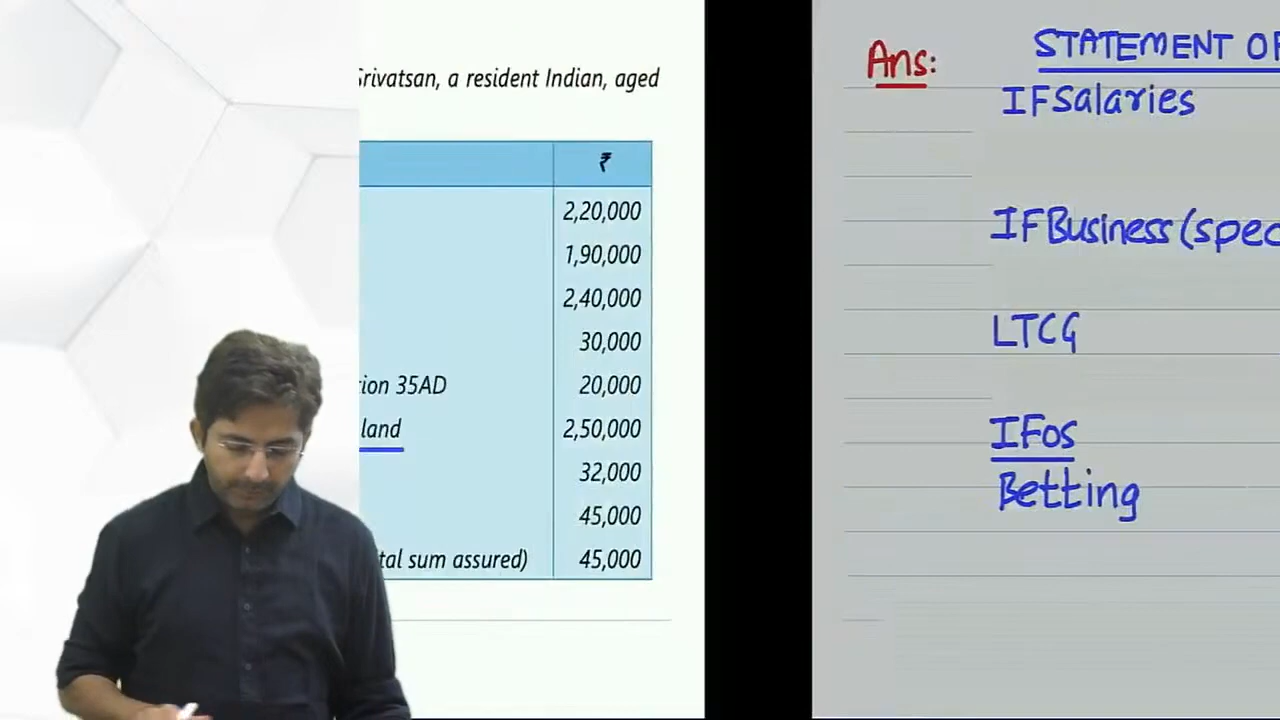 Srivatsan, a resident Indian, aged
₹
2,20,000
1,90,000
2,40,000
30,000
ion 35AD 20,000
land 2,50,000
32,000
45,000
tal sum assured) 45,000
Ans: STATEMENT OF
IFSalaries
IFBusiness (spec
LTCG
IFOS
Betting